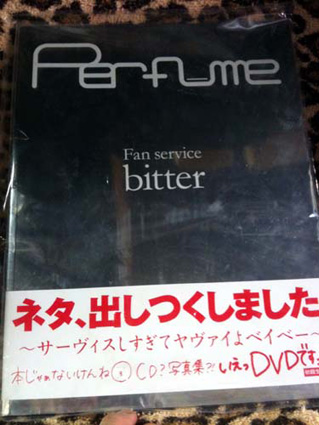 Perfume
Fan service
bitter
ネタ、出しつくしました
〜サーヴィスしすぎてヤヴァイよベイベー〜
本じゃぁないけんね CD?写真集?! しえっDVDです。